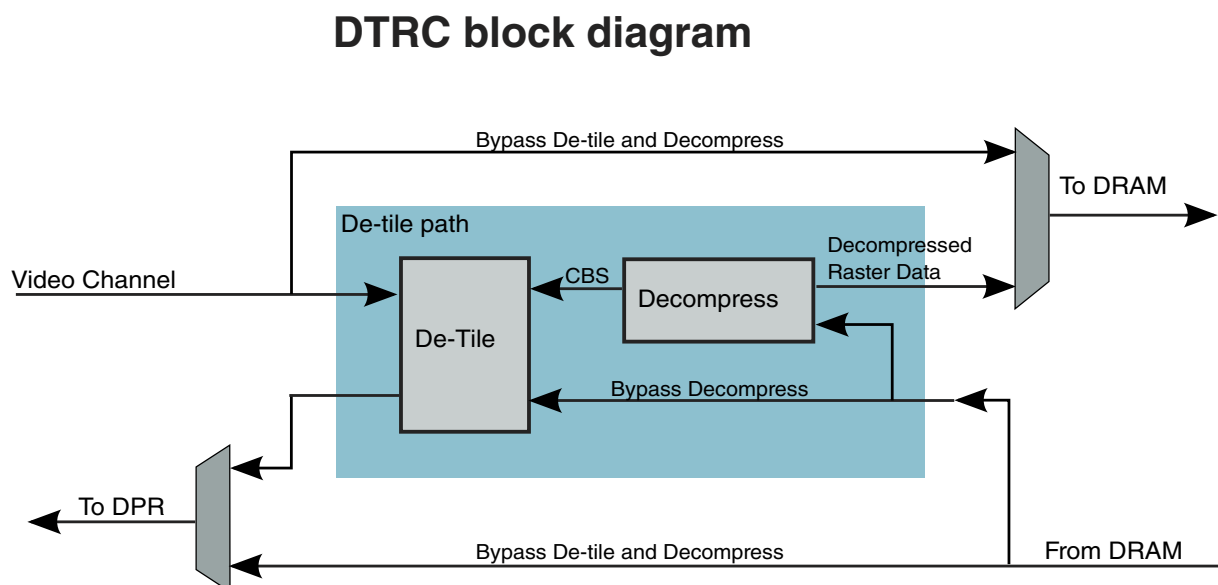 DTRC block diagram
Bypass De-tile and Decompress
To DRAM
De-tile path
Decompressed
Raster Data
Video Channel
CBS
Decompress
De-Tile
Bypass Decompress
To DPR
Bypass De-tile and Decompress
From DRAM